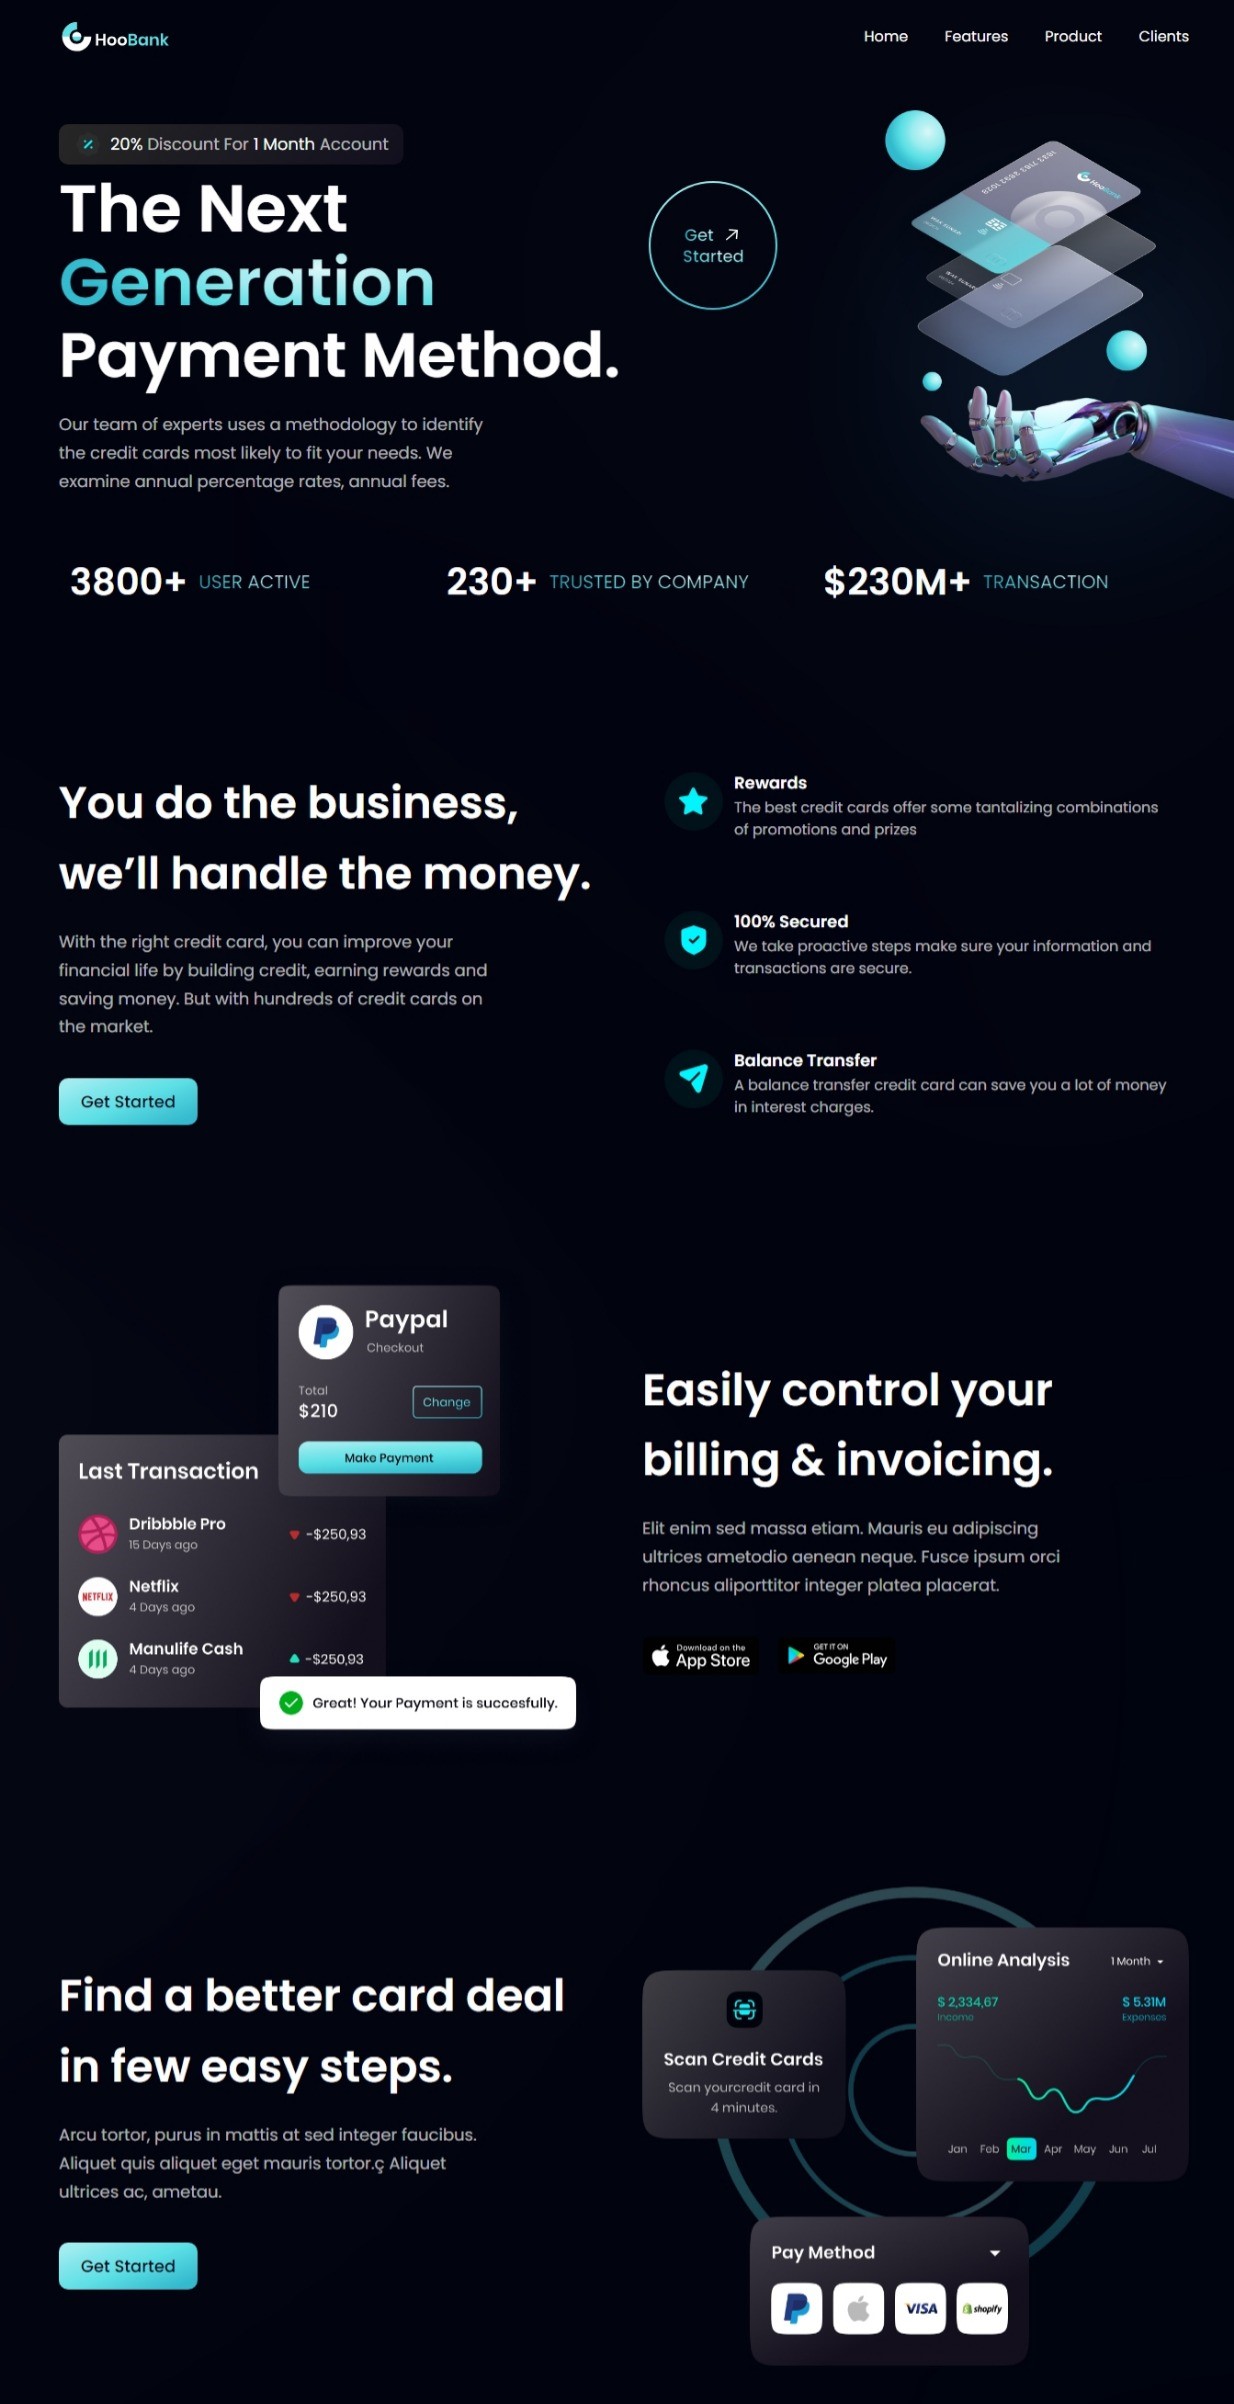 HooBank
Home Features Product Clients
20% Discount For 1 Month Account
The Next
Generation
Payment Method.
Get
Started
HooBank
Our team of experts uses a methodology to identify
the credit cards most likely to fit your needs. We
examine annual percentage rates, annual fees.
3800+ USER ACTIVE
230+ TRUSTED BY COMPANY
$230M+ TRANSACTION
You do the business,
we’ll handle the money.
With the right credit card, you can improve your
financial life by building credit, earning rewards and
saving money. But with hundreds of credit cards on
the market.
Get Started
Rewards
The best credit cards offer some tantalizing combinations
of promotions and prizes
100% Secured
We take proactive steps make sure your information and
transactions are secure.
Balance Transfer
A balance transfer credit card can save you a lot of money
in interest charges.
Paypal
Checkout
Total
$210
Change
Make Payment
Last Transaction
Dribbble Pro
15 Days ago
-$250,93
NETFLIX
Netflix
4 Days ago
-$250,93
Manulife Cash
4 Days ago
-$250,93
Great! Your Payment is succesfully.
Easily control your
billing & invoicing.
Elit enim sed massa etiam. Mauris eu adipiscing
ultrices ametodio aenean neque. Fusce ipsum orci
rhoncus aliporttitor integer platea placerat.
Download on the
App Store
GET IT ON
Google Play
Find a better card deal
in few easy steps.
Arcu tortor, purus in mattis at sed integer faucibus.
Aliquet quis aliquet eget mauris tortor.ç Aliquet
ultrices ac, ametau.
Get Started
Scan Credit Cards
Scan yourcredit card in
4 minutes.
Online Analysis
1 Month
$ 2,334,67
Income
$ 5.31M
Expenses
Jan Feb Mar Apr May Jun Jul
Pay Method
VISA
shopify